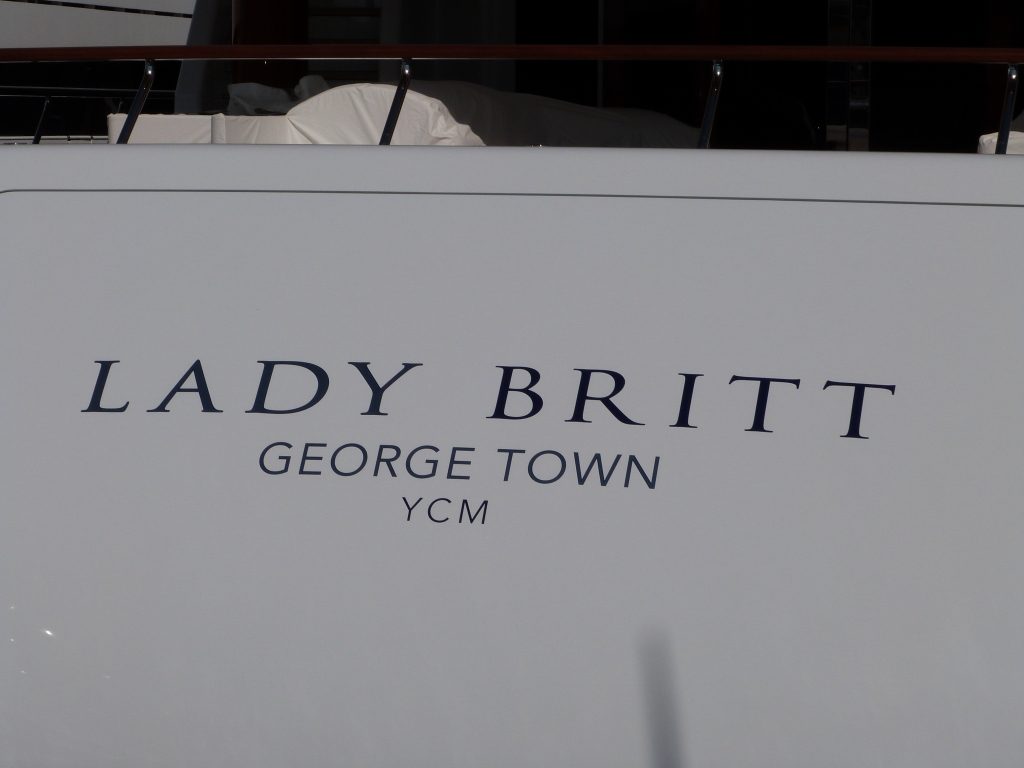 LADY BRITT
GEORGE TOWN
YCM